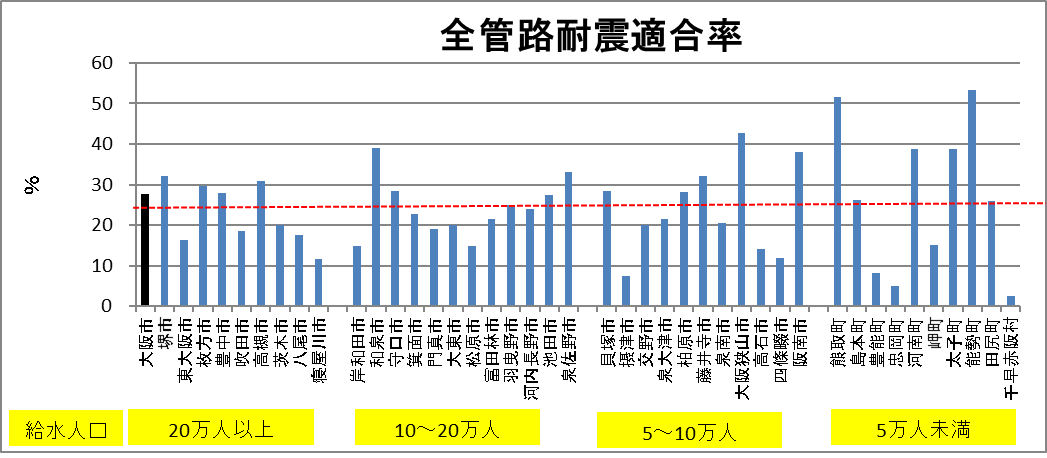 全管路耐震適合率
60
50
40
30
20
10
0
%
大阪市
堺市
東大阪市
枚方市
豊中市
吹田市
高槻市
茨木市
八尾市
寝屋川市
岸和田市
和泉市
守口市
箕面市
門真市
大東市
松原市
富田林市
羽曳野市
河内長野市
池田市
泉佐野市
貝塚市
摂津市
交野市
泉大津市
柏原市
藤井寺市
泉南市
大阪狭山市
高石市
四條畷市
阪南市
熊取町
島本町
豊能町
忠岡町
河南町
岬町
太子町
能勢町
田尻町
千早赤阪村
給水人口
20万人以上
10～20万人
5～10万人
5万人未満